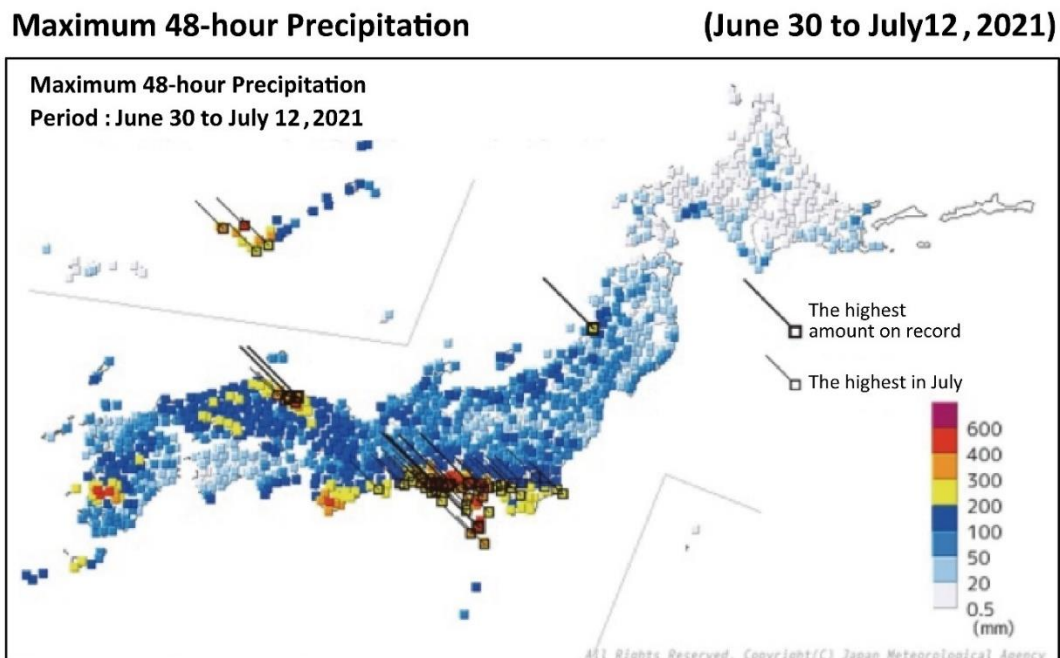 Maximum 48-hour Precipitation (June 30 to July12 , 2021)
Maximum 48-hour Precipitation
Period : June 30 to July 12 , 2021
The highest
amount on record
The highest in July
600
400
300
200
100
50
20
0.5
(mm)
All Rights Reserved. Copyright(C) Japan Meteorological Agency